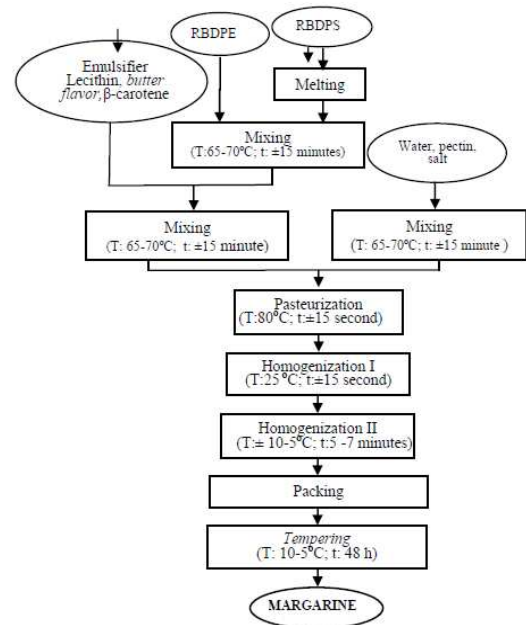 RBDPE
RBDPS
Emulsifier
Lecithin, butter
flavor,β-carotene
Melting
Mixing
(T:65-70°C; t: ±15 minutes)
Water, pectin,
salt
Mixing
(T: 65-70°C; t: ±15 minute)
Mixing
(T: 65-70°C; t: ±15 minute )
Pasteurization
(T:80°C; t:±15 second)
Homogenization I
(T:25 °C; t:±15 second)
Homogenization II
(T:± 10-5°C; t:5 -7 minutes)
Packing
Tempering
(T: 10-5°C; t: 48 h)
MARGARINE